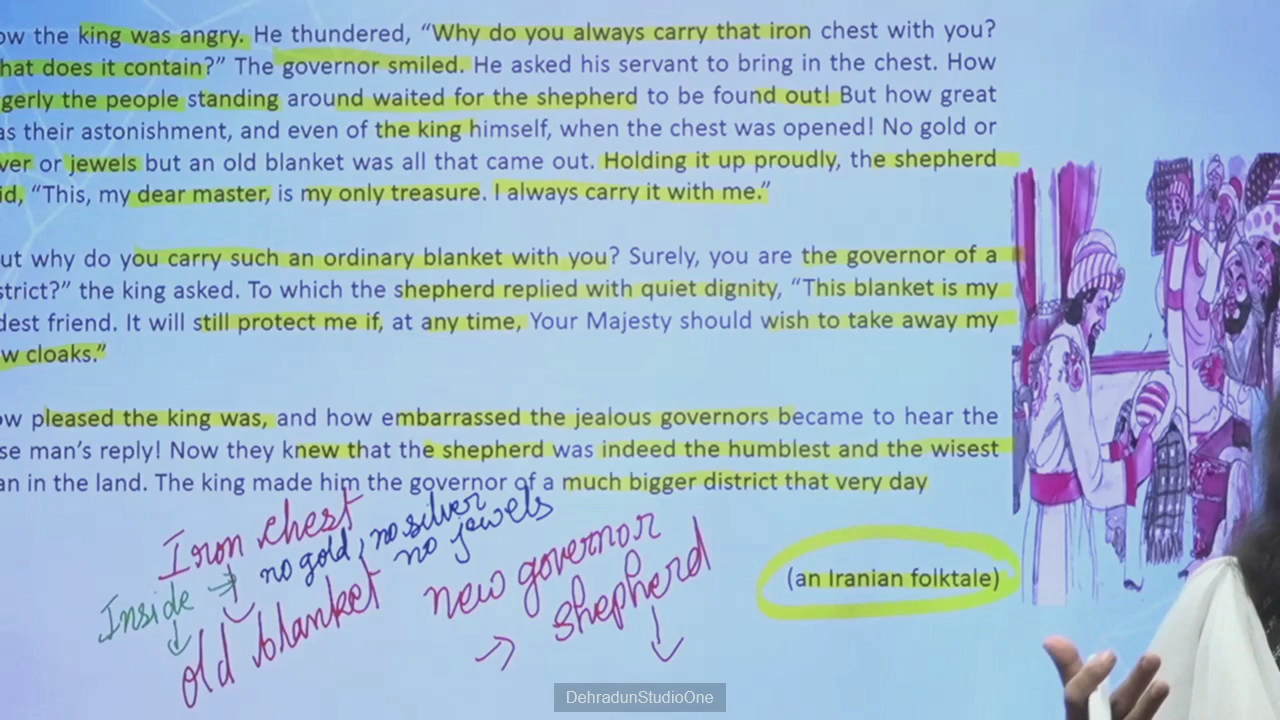 ow the king was angry. He thundered, “Why do you always carry that iron chest with you?
hat does it contain?” The governor smiled. He asked his servant to bring in the chest. How
gerly the people standing around waited for the shepherd to be found out! But how great
as their astonishment, and even of the king himself, when the chest was opened! No gold or
ver or jewels but an old blanket was all that came out. Holding it up proudly, the shepherd
id, “This, my dear master, is my only treasure. I always carry it with me.”
ut why do you carry such an ordinary blanket with you? Surely, you are the governor of a
strict?” the king asked. To which the shepherd replied with quiet dignity, “This blanket is my
dest friend. It will still protect me if, at any time, Your Majesty should wish to take away my
w cloaks.”
ow pleased the king was, and how embarrassed the jealous governors became to hear the
se man’s reply! Now they knew that the shepherd was indeed the humblest and the wisest
an in the land. The king made him the governor of a much bigger district that very day
(an Iranian folktale)
Iron chest
Inside → no gold, no silver
no jewels
old blanket
new governor
→ shepherd
DehradunStudioOne